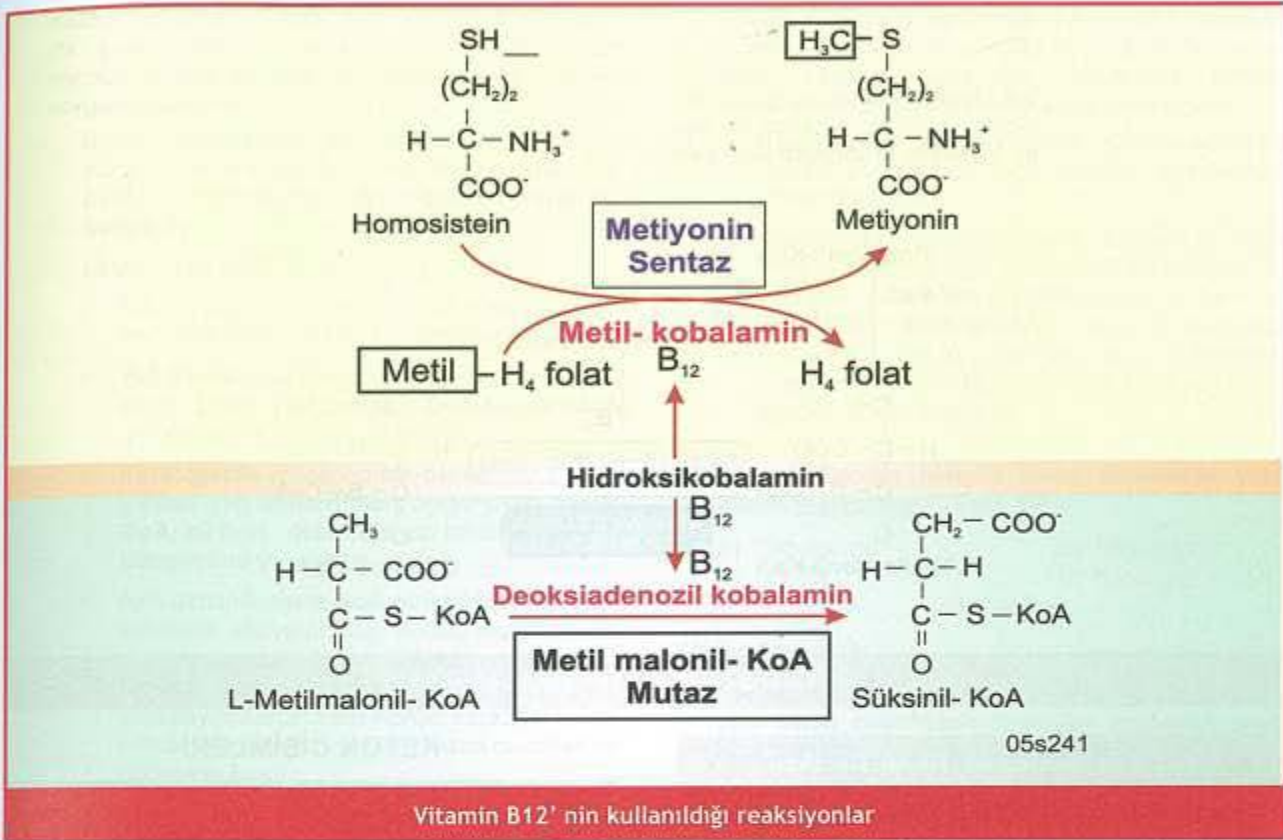 SH
(CH₂)₂
H–C–NH₃⁺
COO⁻
Homosistein
H₃C–S
(CH₂)₂
H–C–NH₃⁺
COO⁻
Metiyonin
Metiyonin
Sentaz
Metil- kobalamin
Metil–H₄ folat
B₁₂
H₄ folat
Hidroksikobalamin
B₁₂
B₁₂
Deoksiadenozil kobalamin
CH₃
H–C–COO⁻
C–S–KoA
O
L-Metilmalonil- KoA
Metil malonil- KoA
Mutaz
CH₂–COO⁻
H–C–H
C–S–KoA
O
Süksinil- KoA
05s241
Vitamin B12' nin kullanıldığı reaksiyonlar